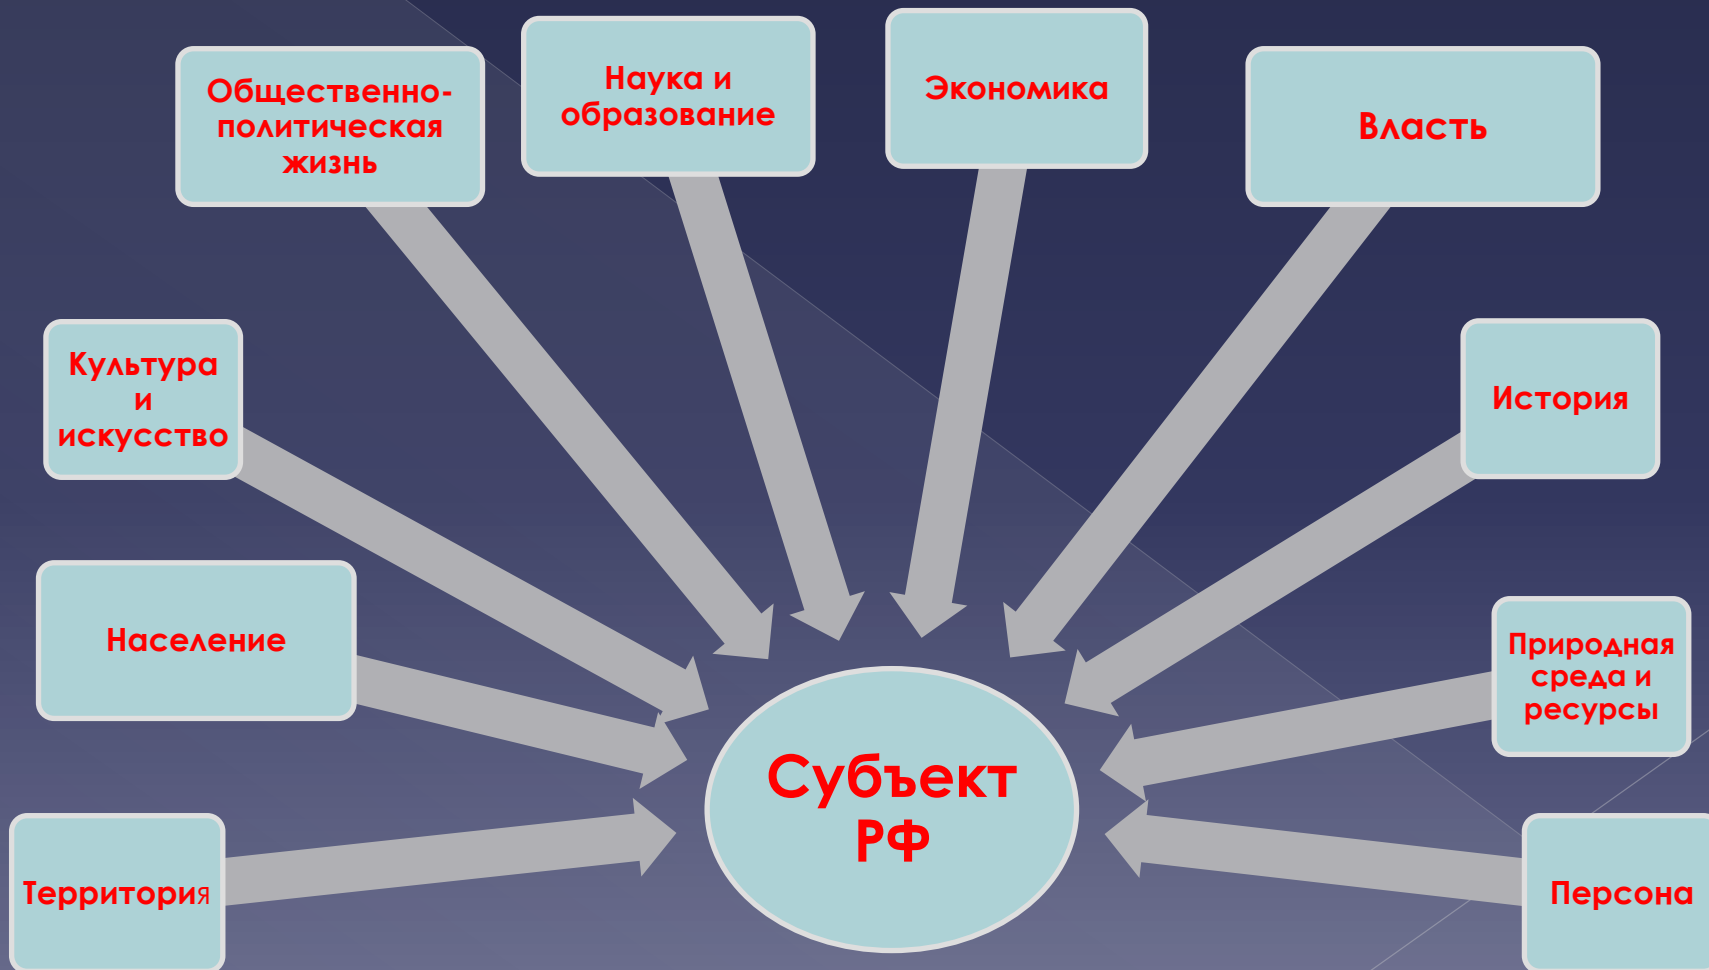 Общественно-
политическая
жизнь
Наука и
образование
Экономика
Власть
Культура
и
искусство
История
Население
Природная
среда и
ресурсы
Субъект
РФ
Территория
Персона